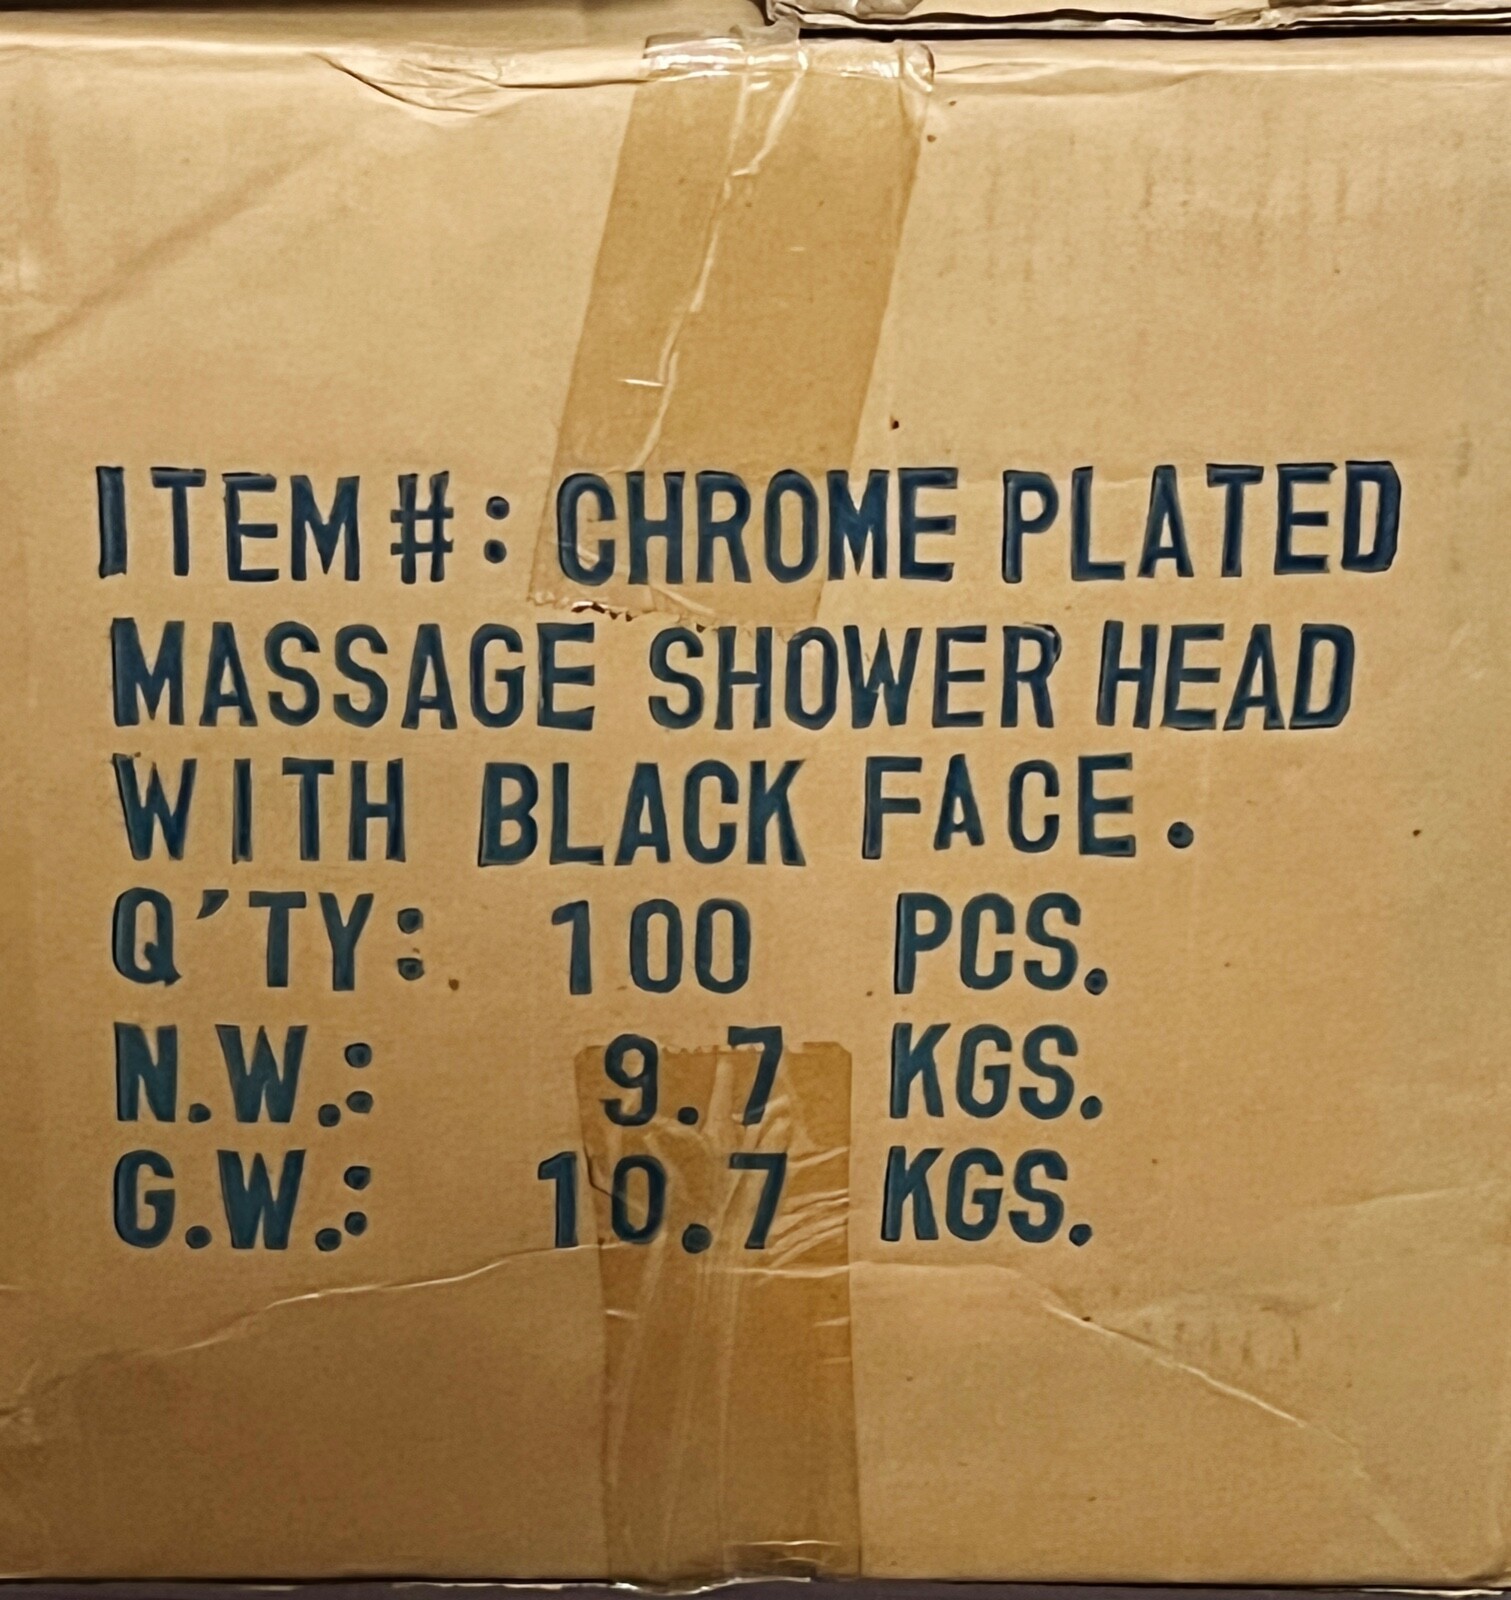 ITEM#: CHROME PLATED
MASSAGE SHOWER HEAD
WITH BLACK FACE.
Q'TY: 100 PCS.
N.W.: 9.7 KGS.
G.W.: 10.7 KGS.